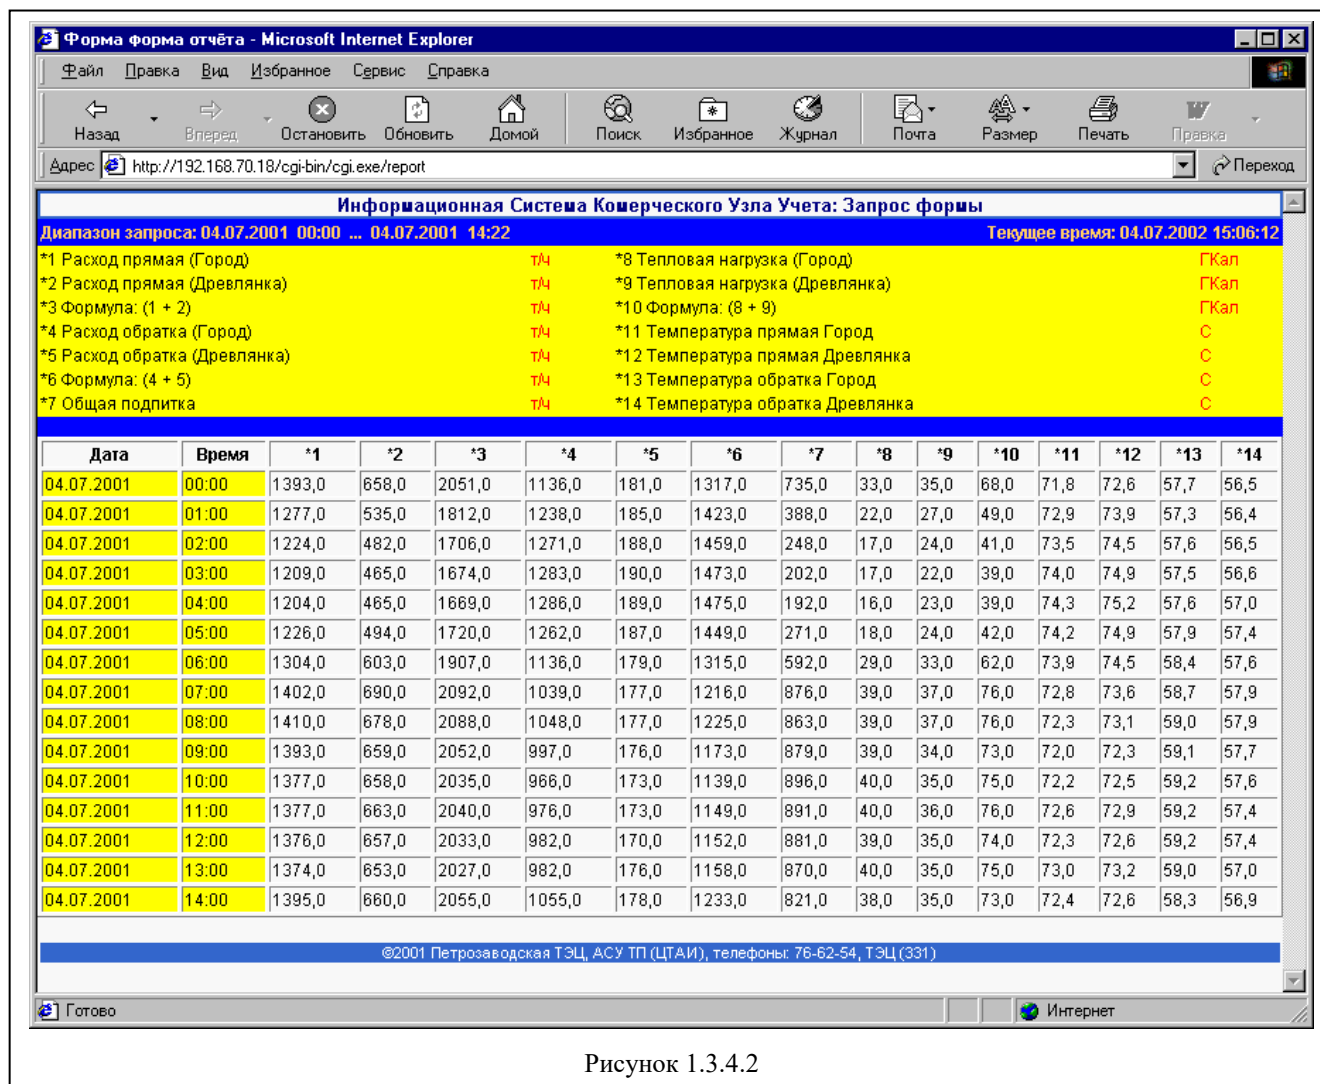 Форма форма отчёта - Microsoft Internet Explorer
Файл Правка Вид Избранное Сервис Справка
Назад Вперед Остановить Обновить Домой Поиск Избранное Журнал Почта Размер Печать Правка
Адрес http://192.168.70.18/cgi-bin/cgi.exe/report Переход
Информационная Система Комерческого Узла Учета: Запрос формы
Диапазон запроса: 04.07.2001 00:00 ... 04.07.2001 14:22 Текущее время: 04.07.2002 15:06:12
*1 Расход прямая (Город) т/ч *8 Тепловая нагрузка (Город) ГКал
*2 Расход прямая (Древлянка) т/ч *9 Тепловая нагрузка (Древлянка) ГКал
*3 Формула: (1 + 2) т/ч *10 Формула: (8 + 9) ГКал
*4 Расход обратка (Город) т/ч *11 Температура прямая Город С
*5 Расход обратка (Древлянка) т/ч *12 Температура прямая Древлянка С
*6 Формула: (4 + 5) т/ч *13 Температура обратка Город С
*7 Общая подпитка т/ч *14 Температура обратка Древлянка С
Дата Время *1 *2 *3 *4 *5 *6 *7 *8 *9 *10 *11 *12 *13 *14
04.07.2001 00:00 1393,0 658,0 2051,0 1136,0 181,0 1317,0 735,0 33,0 35,0 68,0 71,8 72,6 57,7 56,5
04.07.2001 01:00 1277,0 535,0 1812,0 1238,0 185,0 1423,0 388,0 22,0 27,0 49,0 72,9 73,9 57,3 56,4
04.07.2001 02:00 1224,0 482,0 1706,0 1271,0 188,0 1459,0 248,0 17,0 24,0 41,0 73,5 74,5 57,6 56,5
04.07.2001 03:00 1209,0 465,0 1674,0 1283,0 190,0 1473,0 202,0 17,0 22,0 39,0 74,0 74,9 57,5 56,6
04.07.2001 04:00 1204,0 465,0 1669,0 1286,0 189,0 1475,0 192,0 16,0 23,0 39,0 74,3 75,2 57,6 57,0
04.07.2001 05:00 1226,0 494,0 1720,0 1262,0 187,0 1449,0 271,0 18,0 24,0 42,0 74,2 74,9 57,9 57,4
04.07.2001 06:00 1304,0 603,0 1907,0 1136,0 179,0 1315,0 592,0 29,0 33,0 62,0 73,9 74,5 58,4 57,6
04.07.2001 07:00 1402,0 690,0 2092,0 1039,0 177,0 1216,0 876,0 39,0 37,0 76,0 72,8 73,6 58,7 57,9
04.07.2001 08:00 1410,0 678,0 2088,0 1048,0 177,0 1225,0 863,0 39,0 37,0 76,0 72,3 73,1 59,0 57,9
04.07.2001 09:00 1393,0 659,0 2052,0 997,0 176,0 1173,0 879,0 39,0 34,0 73,0 72,0 72,3 59,1 57,7
04.07.2001 10:00 1377,0 658,0 2035,0 966,0 173,0 1139,0 896,0 40,0 35,0 75,0 72,2 72,5 59,2 57,6
04.07.2001 11:00 1377,0 663,0 2040,0 976,0 173,0 1149,0 891,0 40,0 36,0 76,0 72,6 72,9 59,2 57,4
04.07.2001 12:00 1376,0 657,0 2033,0 982,0 170,0 1152,0 881,0 39,0 35,0 74,0 72,3 72,6 59,2 57,4
04.07.2001 13:00 1374,0 653,0 2027,0 982,0 176,0 1158,0 870,0 40,0 35,0 75,0 73,0 73,2 59,0 57,0
04.07.2001 14:00 1395,0 660,0 2055,0 1055,0 178,0 1233,0 821,0 38,0 35,0 73,0 72,4 72,6 58,3 56,9
©2001 Петрозаводская ТЭЦ, АСУ ТП (ЦТАИ), телефоны: 76-62-54, ТЭЦ (331)
Готово Интернет
Рисунок 1.3.4.2